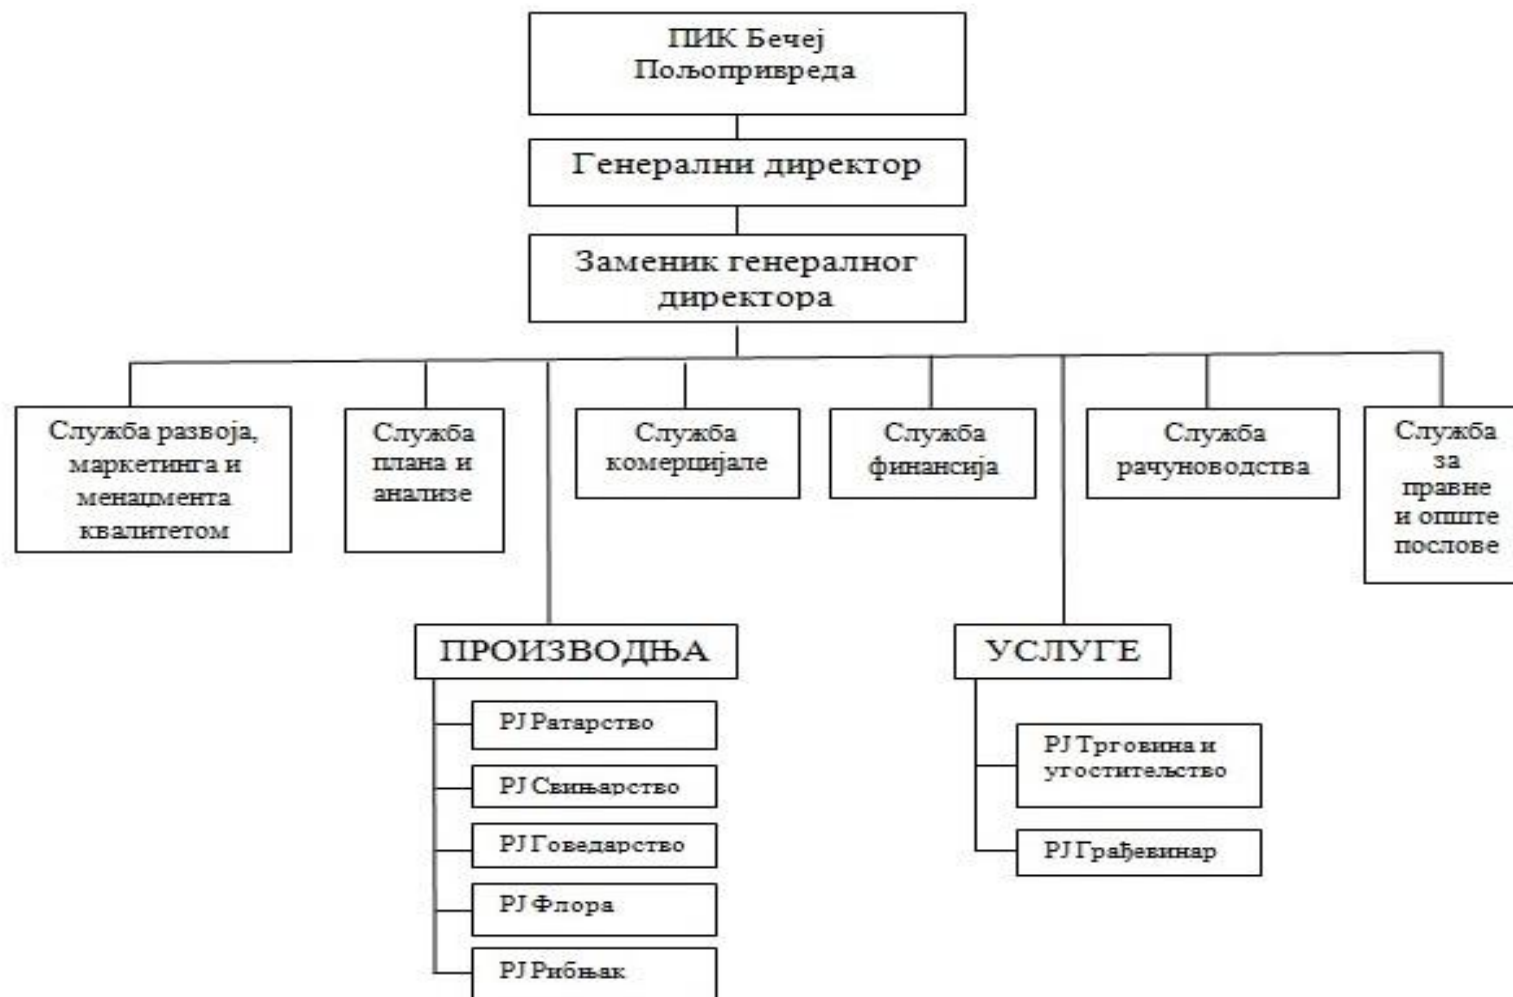 ПИК Бечеј
Пољопривреда
Генерални директор
Заменик генералног
директора
Служба развоја,
маркетинга и
менаџмента
квалитетом
Служба
плана и
анализе
Служба
комерцијале
Служба
финансија
Служба
рачуноводства
Служба
за
правне
и опште
послове
ПРОИЗВОДЊА
РЈ Ратарство
РЈ Свињарство
РЈ Говедарство
РЈ Флора
РЈ Рибњак
УСЛУГЕ
РЈ Трговина и
угоститељство
РЈ Грађевинар